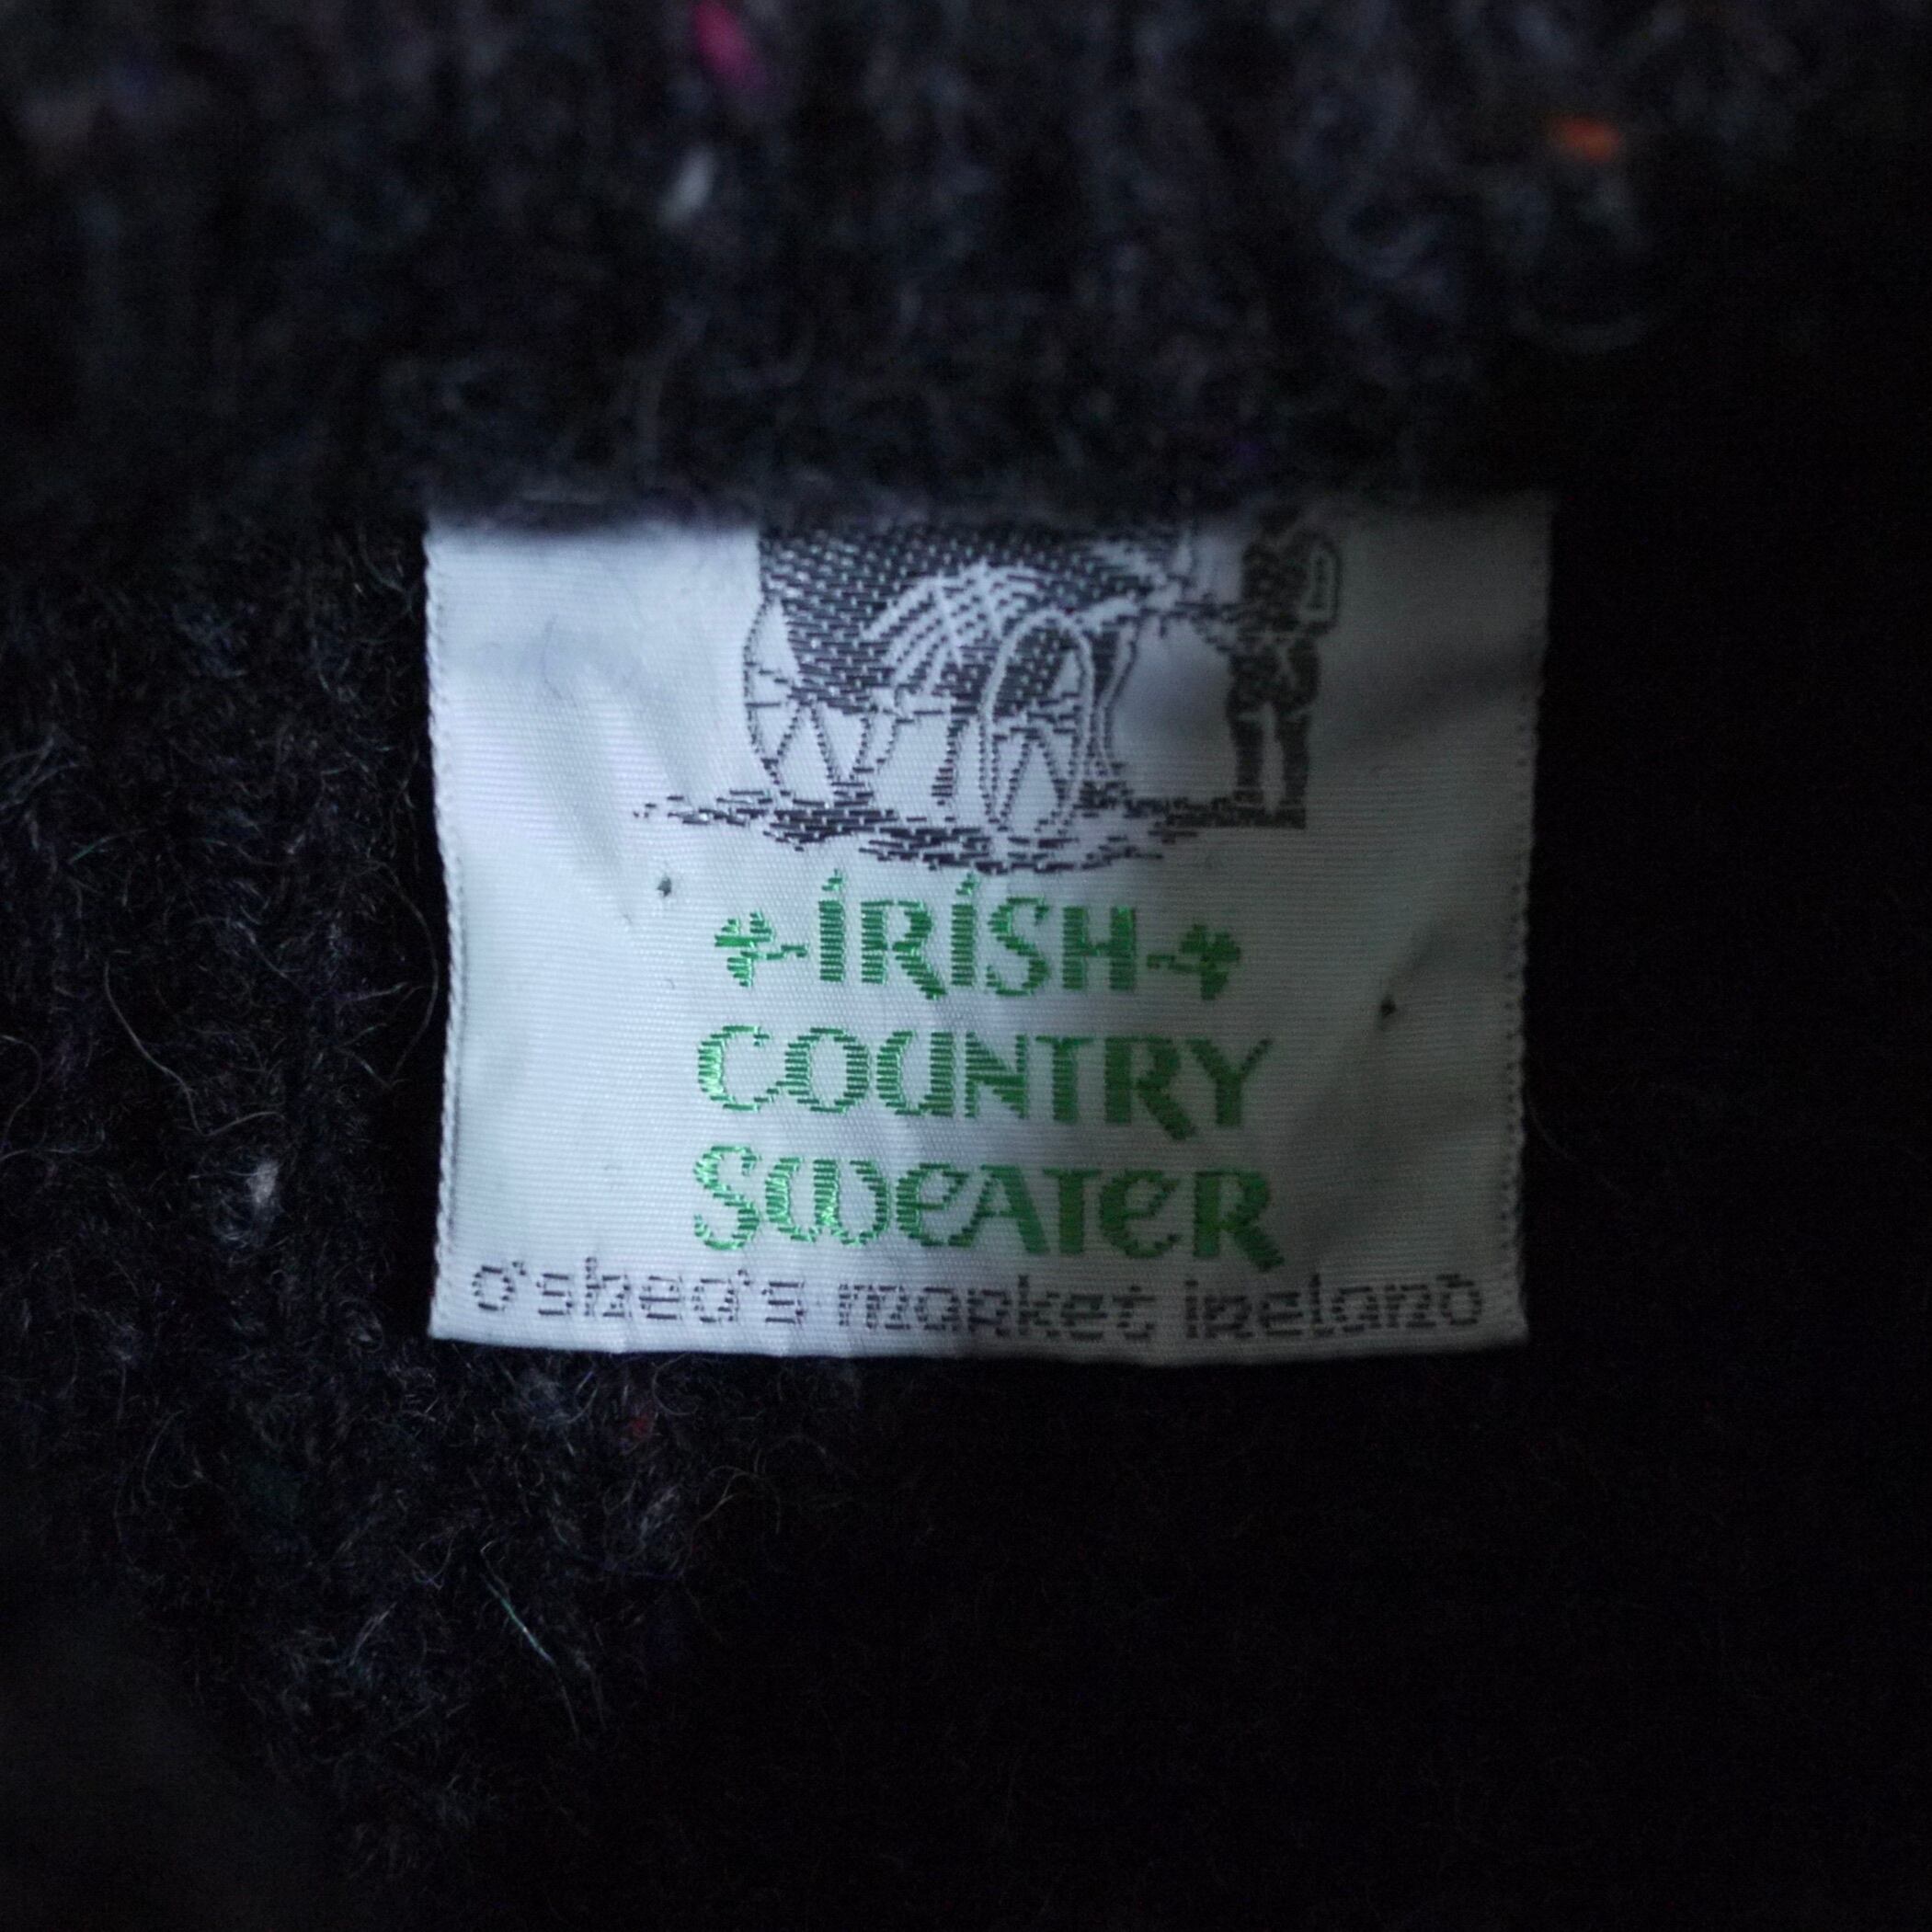 IRISH
COUNTRY
SWEATER
o'shea's market ireland